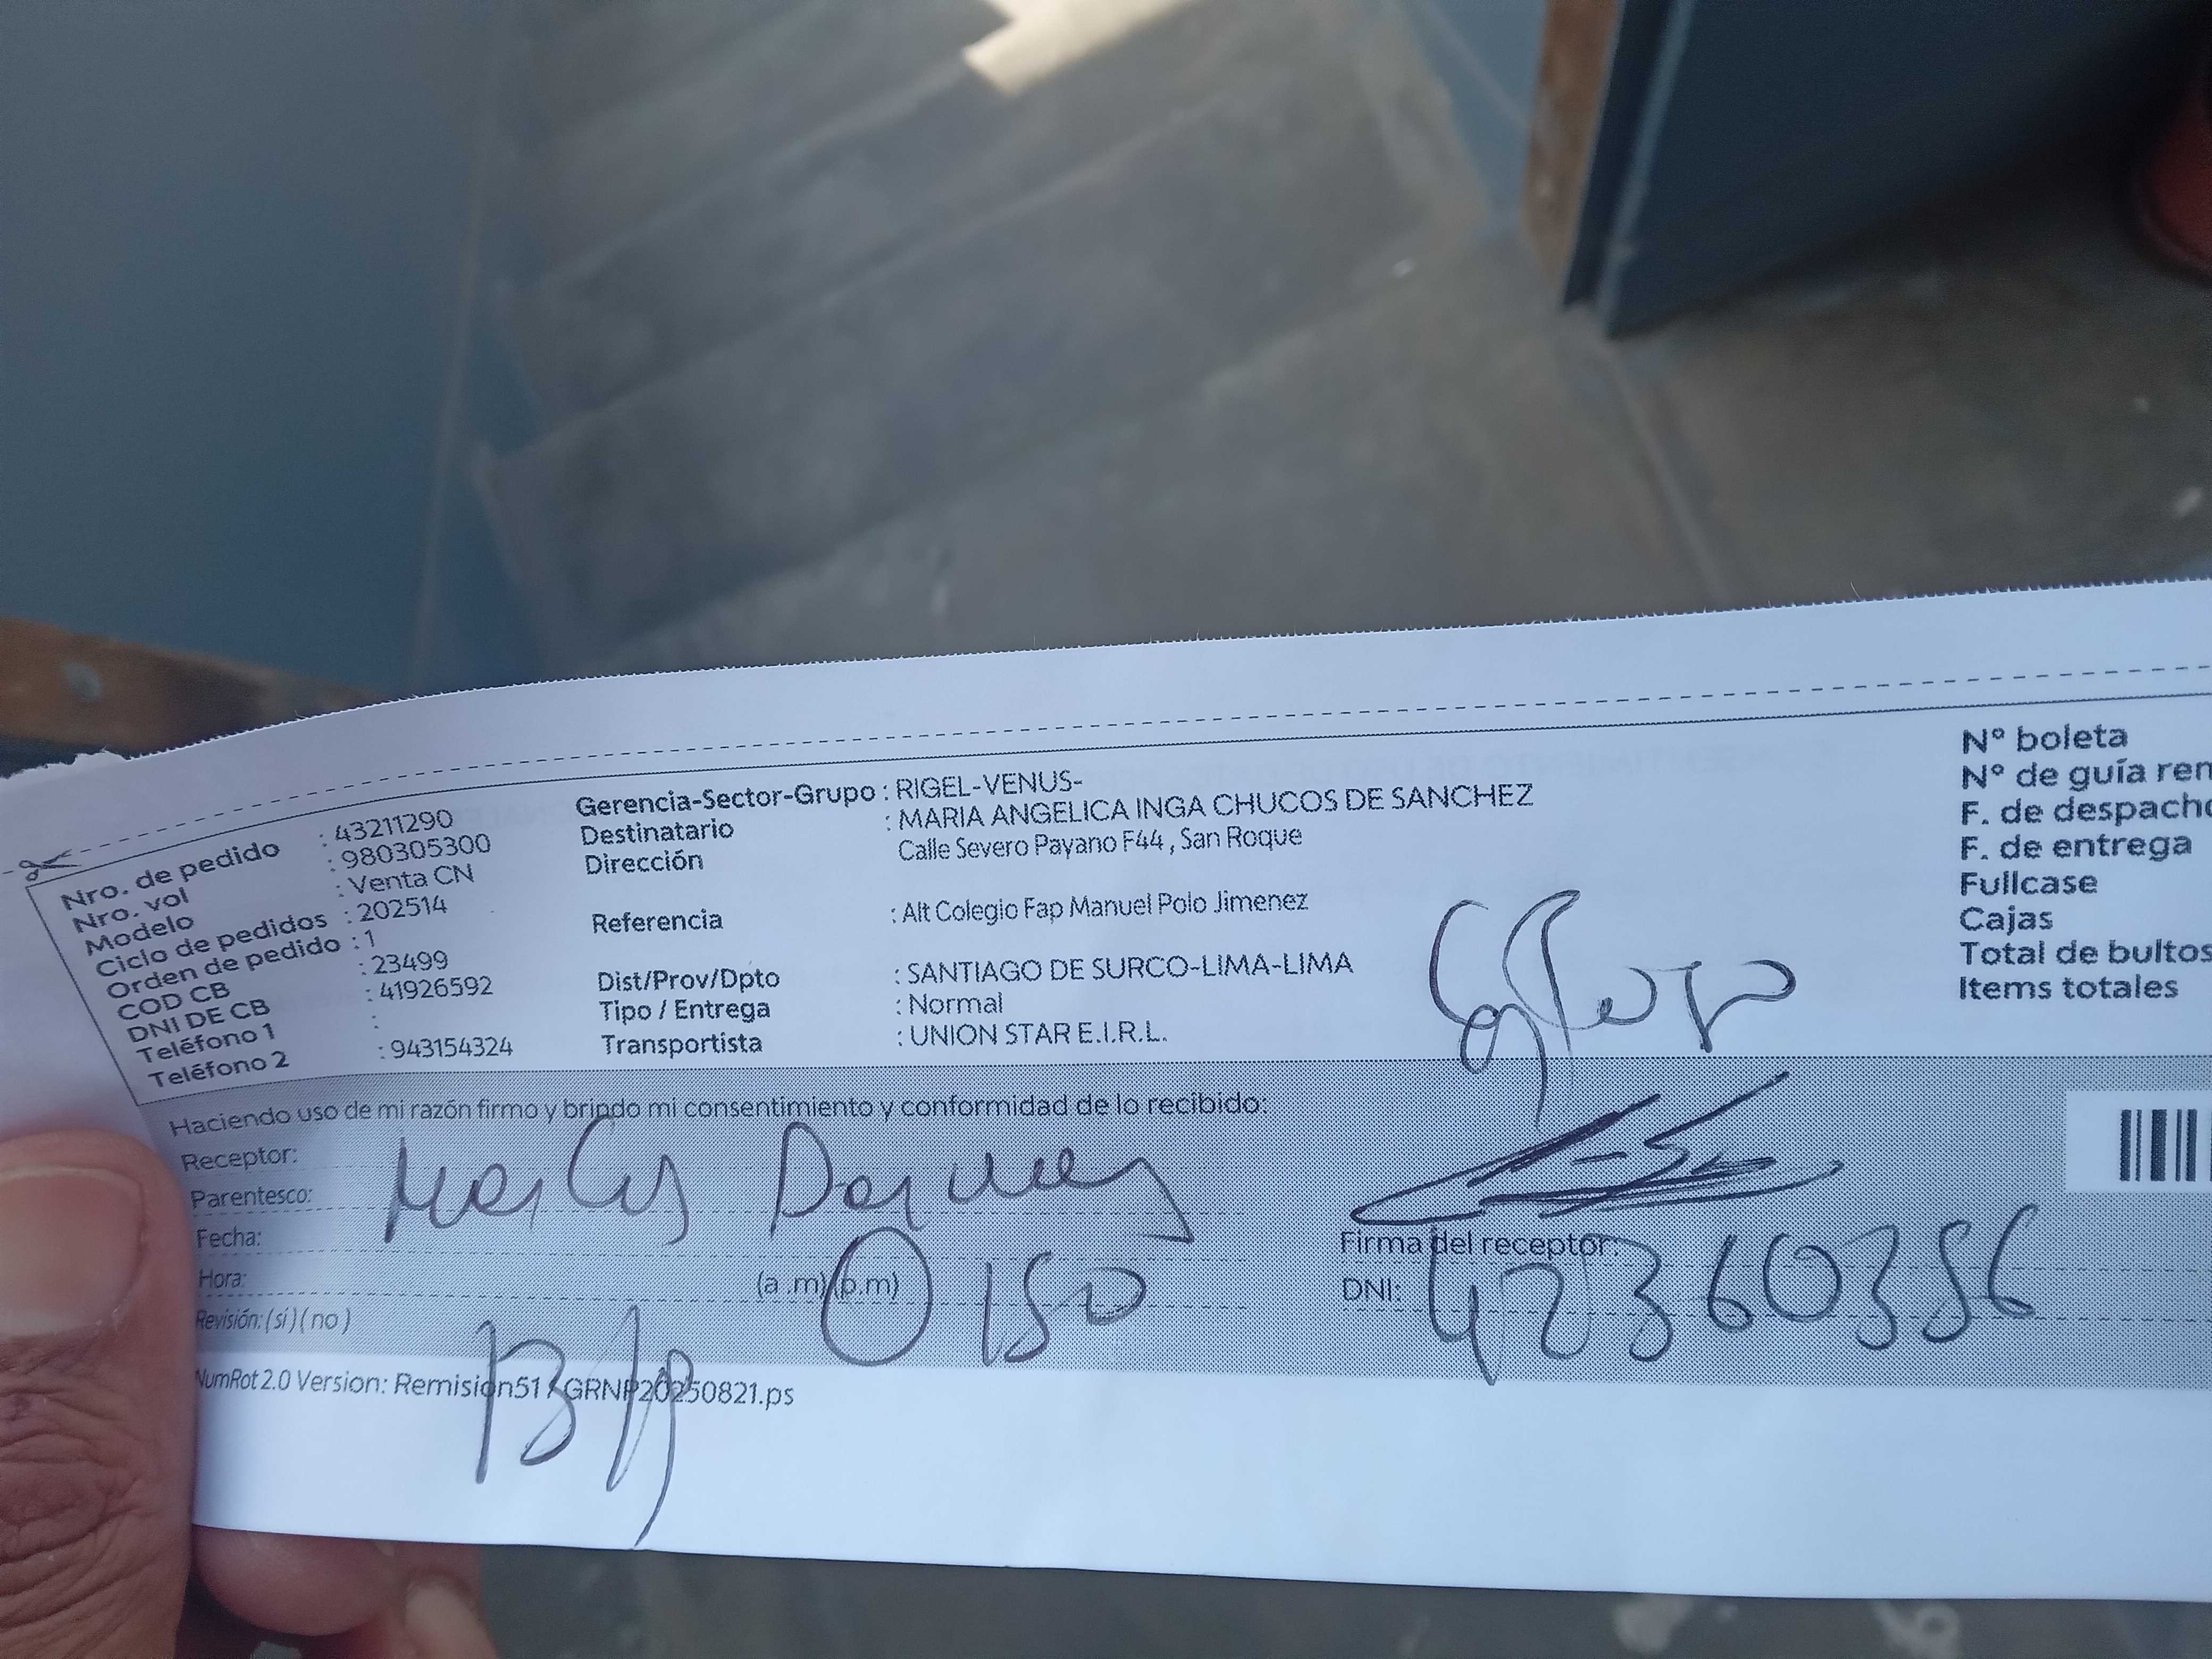 Nro. de pedido : 43211290
Nro. vol : 980305300
Modelo : Venta CN
Ciclo de pedidos : 202514
Orden de pedido : 1
COD CB : 23499
DNI DE CB : 41926592
Teléfono 1 :
Teléfono 2 : 943154324
Gerencia-Sector-Grupo : RIGEL-VENUS-
Destinatario : MARIA ANGELICA INGA CHUCOS DE SANCHEZ
Dirección Calle Severo Payano F44 , San Roque
Referencia : Alt Colegio Fap Manuel Polo Jimenez
Dist/Prov/Dpto : SANTIAGO DE SURCO-LIMA-LIMA
Tipo / Entrega : Normal
Transportista : UNION STAR E.I.R.L.
N° boleta
N° de guía rem
F. de despacho
F. de entrega
Fullcase
Cajas
Total de bultos
Items totales
Haciendo uso de mi razón firmo y brindo mi consentimiento y conformidad de lo recibido:
Receptor:
Parentesco:
Fecha:
Hora: (a .m) (p.m) 150
Revisión: (si) (no)
Firma del receptor:
DNI: 42360356
NumRot 2.0 Version: Remision517GRNP20250821.ps